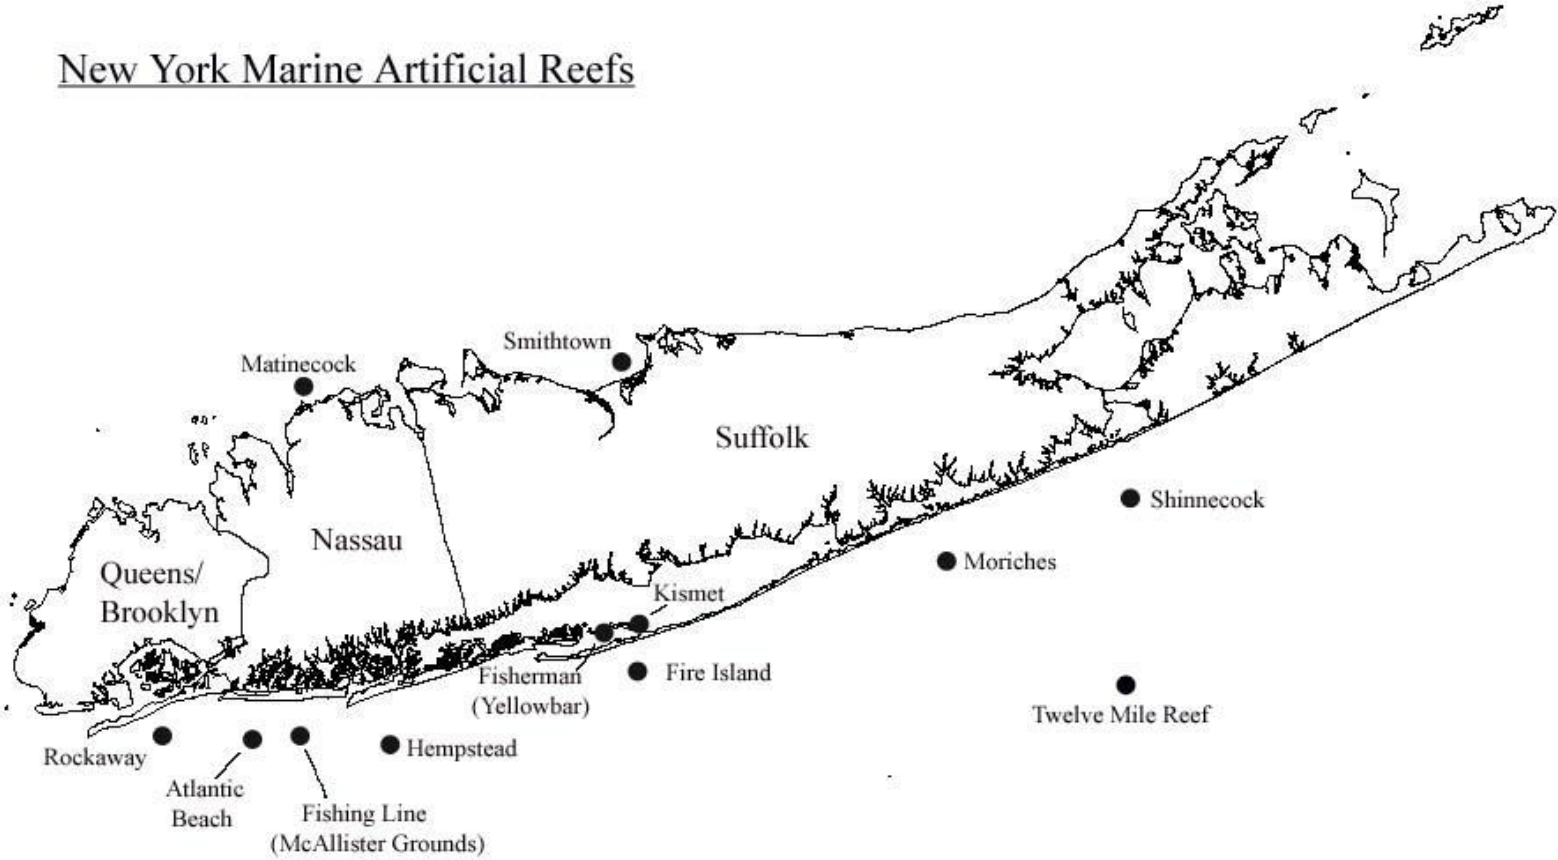 New York Marine Artificial Reefs
Smithtown
Matinecock
Suffolk
Shinnecock
Nassau
Moriches
Queens/
Brooklyn
Kismet
Fire Island
Fisherman
(Yellowbar)
Twelve Mile Reef
Rockaway
Hempstead
Atlantic
Beach
Fishing Line
(McAllister Grounds)